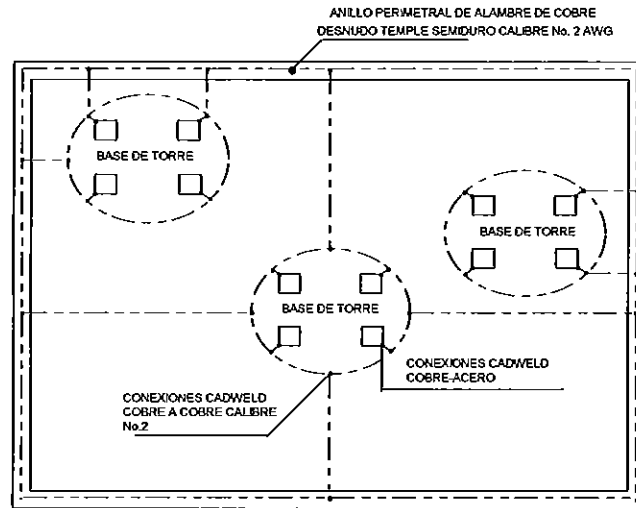 ANILLO PERIMETRAL DE ALAMBRE DE COBRE
DESNUDO TEMPLE SEMIDURO CALIBRE No. 2 AWG
BASE DE TORRE
BASE DE TORRE
BASE DE TORRE
CONEXIONES CADWELD
COBRE-ACERO
CONEXIONES CADWELD
COBRE A COBRE CALIBRE
No.2